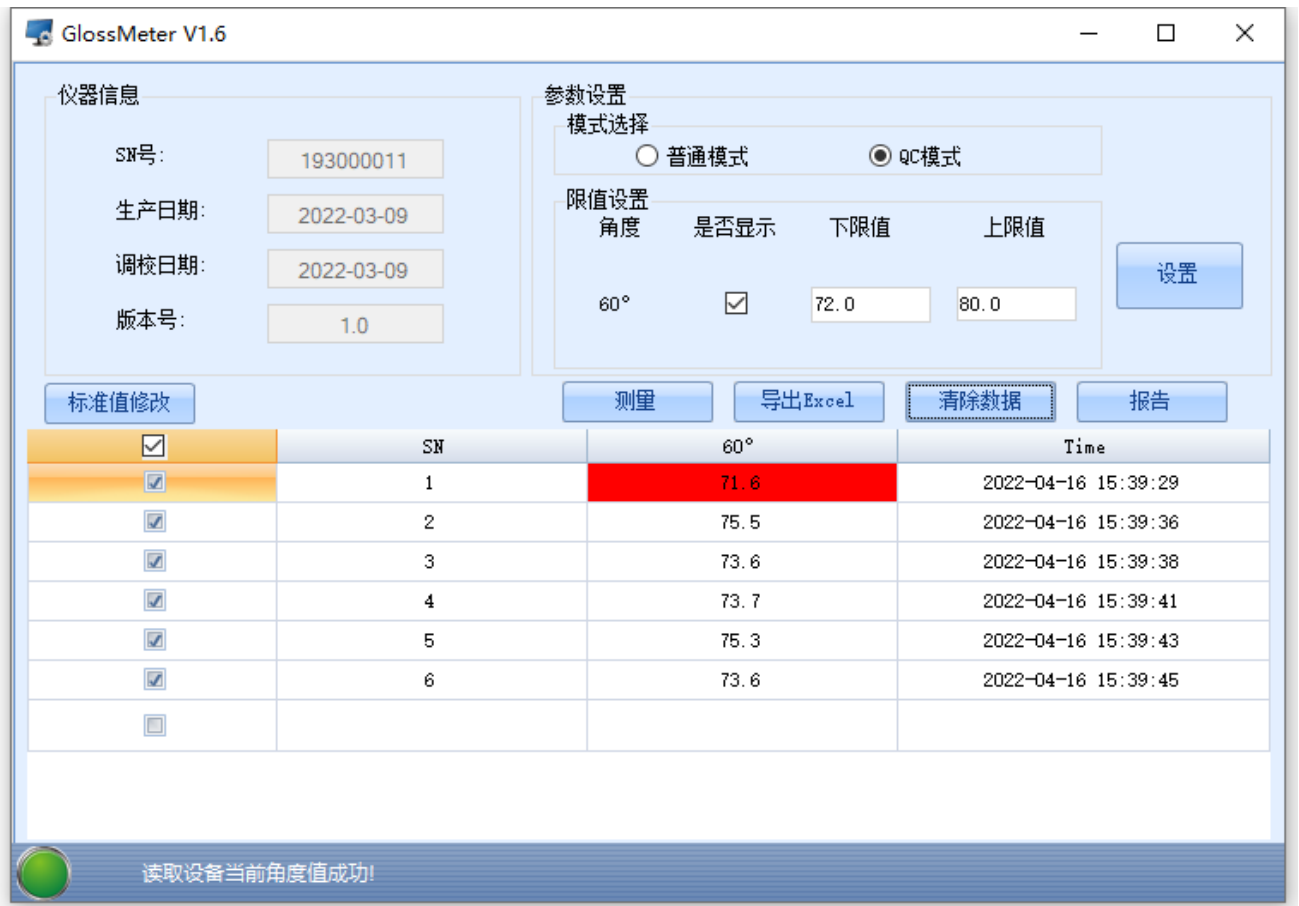 GlossMeter V1.6
仪器信息
SN号:
193000011
生产日期:
2022-03-09
调校日期:
2022-03-09
版本号:
1.0
参数设置
模式选择
普通模式
QC模式
限值设置
角度 是否显示 下限值 上限值
60° 72.0 80.0
设置
标准值修改 测量 导出Excel 清除数据 报告
SN 60° Time
1 71.6 2022-04-16 15:39:29
2 75.5 2022-04-16 15:39:36
3 73.6 2022-04-16 15:39:38
4 73.7 2022-04-16 15:39:41
5 75.3 2022-04-16 15:39:43
6 73.6 2022-04-16 15:39:45
读取设备当前角度值成功!